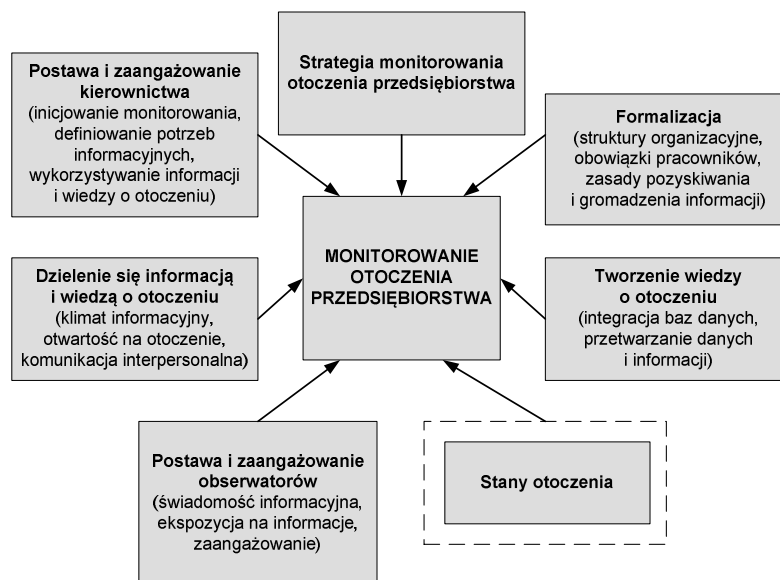 Strategia monitorowania
otoczenia przedsiębiorstwa
Postawa i zaangażowanie
kierownictwa
(inicjowanie monitorowania,
definiowanie potrzeb
informacyjnych,
wykorzystywanie informacji
i wiedzy o otoczeniu)
Formalizacja
(struktury organizacyjne,
obowiązki pracowników,
zasady pozyskiwania
i gromadzenia informacji)
MONITOROWANIE
OTOCZENIA
PRZEDSIĘBIORSTWA
Dzielenie się informacją
i wiedzą o otoczeniu
(klimat informacyjny,
otwartość na otoczenie,
komunikacja interpersonalna)
Tworzenie wiedzy
o otoczeniu
(integracja baz danych,
przetwarzanie danych
i informacji)
Postawa i zaangażowanie
obserwatorów
(świadomość informacyjna,
ekspozycja na informacje,
zaangażowanie)
Stany otoczenia